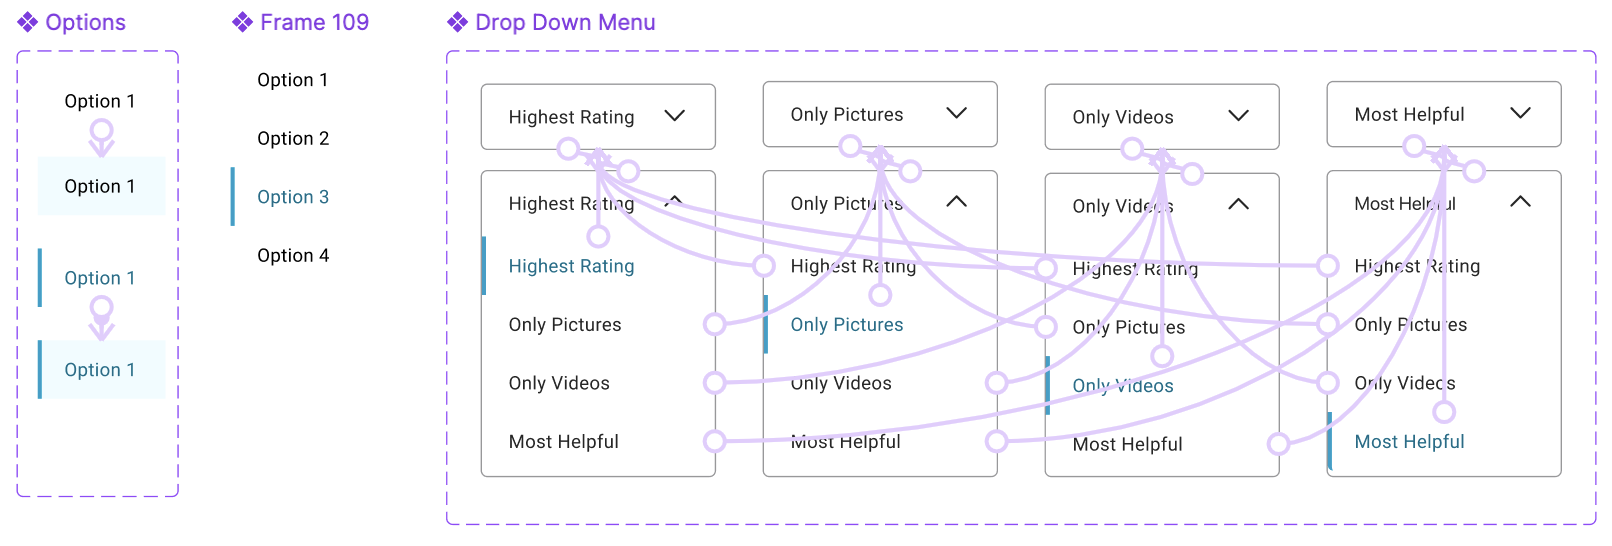 Options
Option 1
Option 1
Option 1
Option 1
Frame 109
Option 1
Option 2
Option 3
Option 4
Drop Down Menu
Highest Rating
Highest Rating
Highest Rating
Only Pictures
Only Videos
Most Helpful
Only Pictures
Only Pictures
Highest Rating
Only Pictures
Only Videos
Most Helpful
Only Videos
Only Videos
Highest Rating
Only Pictures
Only Videos
Most Helpful
Most Helpful
Most Helpful
Highest Rating
Only Pictures
Only Videos
Most Helpful